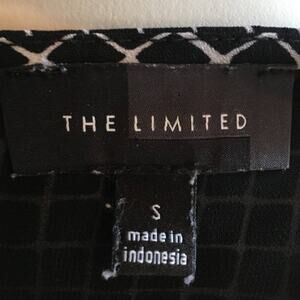 THE LIMITED
S
made in
indonesia